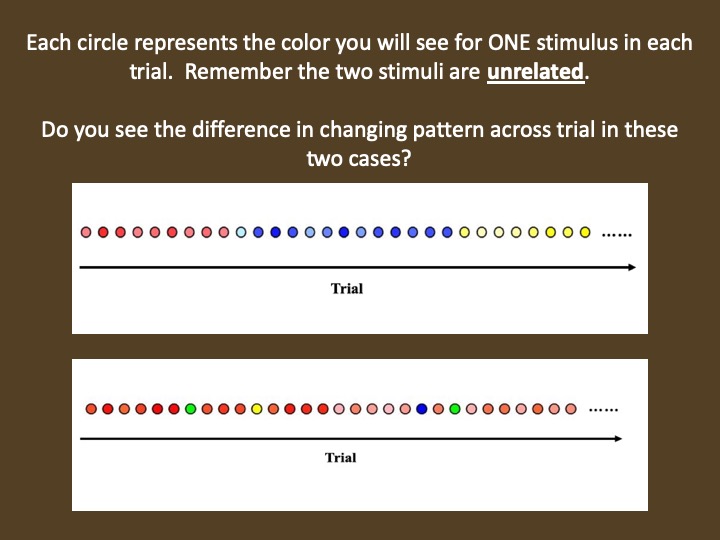 Each circle represents the color you will see for ONE stimulus in each
trial. Remember the two stimuli are unrelated.
Do you see the difference in changing pattern across trial in these
two cases?
......
Trial
......
Trial